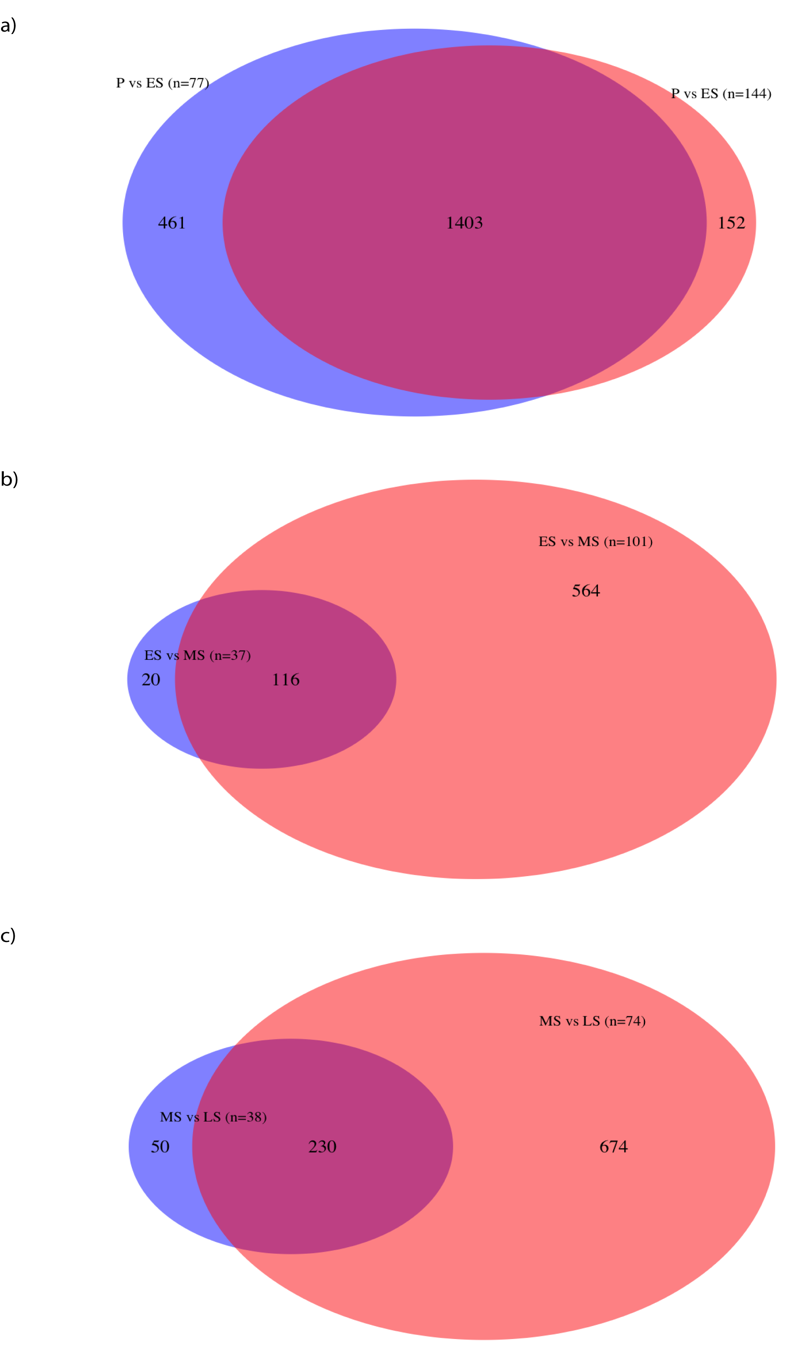 a)
P vs ES (n=77)
P vs ES (n=144)
461
1403
152
b)
ES vs MS (n=101)
564
ES vs MS (n=37)
20
116
c)
MS vs LS (n=74)
MS vs LS (n=38)
50
230
674